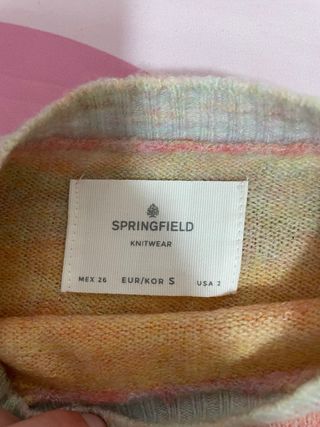 SPRINGFIELD
KNITWEAR
MEX 26 EUR/KOR S USA 2